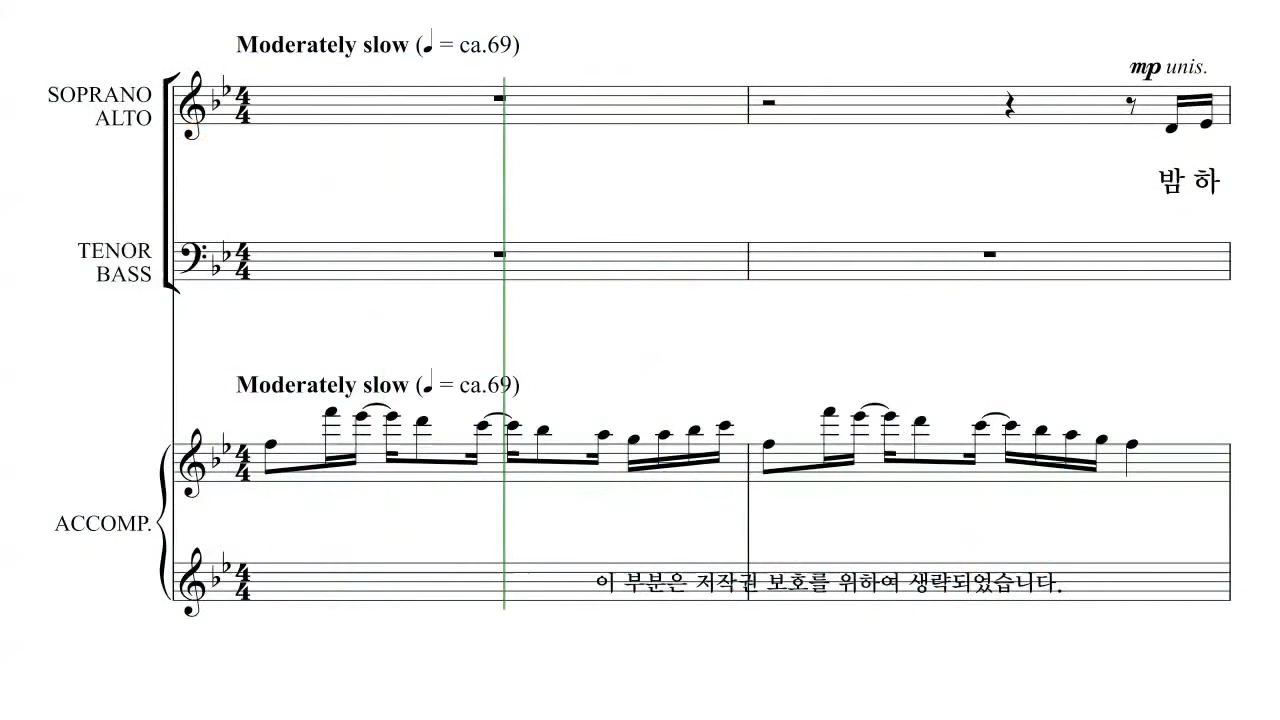 Moderately slow (♩ = ca.69)
mp unis.
SOPRANO
ALTO
밤 하
TENOR
BASS
Moderately slow (♩ = ca.69)
ACCOMP.
이 부분은 저작권 보호를 위하여 생략되었습니다.